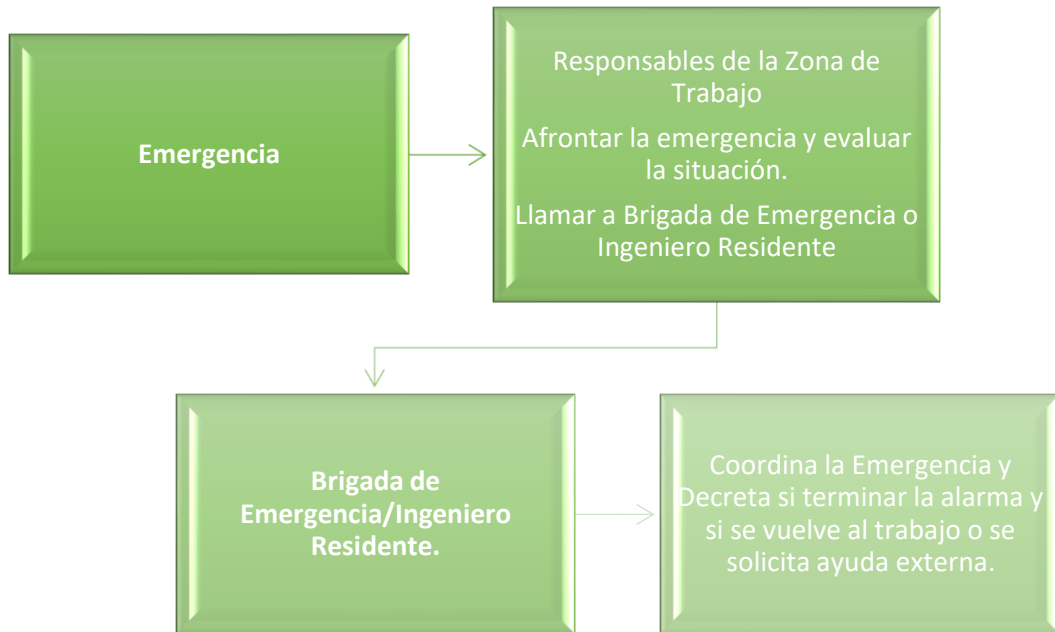 Emergencia
Responsables de la Zona de
Trabajo
Afrontar la emergencia y evaluar
la situación.
Llamar a Brigada de Emergencia o
Ingeniero Residente
Brigada de
Emergencia/Ingeniero
Residente.
Coordina la Emergencia y
Decreta si terminar la alarma y
si se vuelve al trabajo o se
solicita ayuda externa.